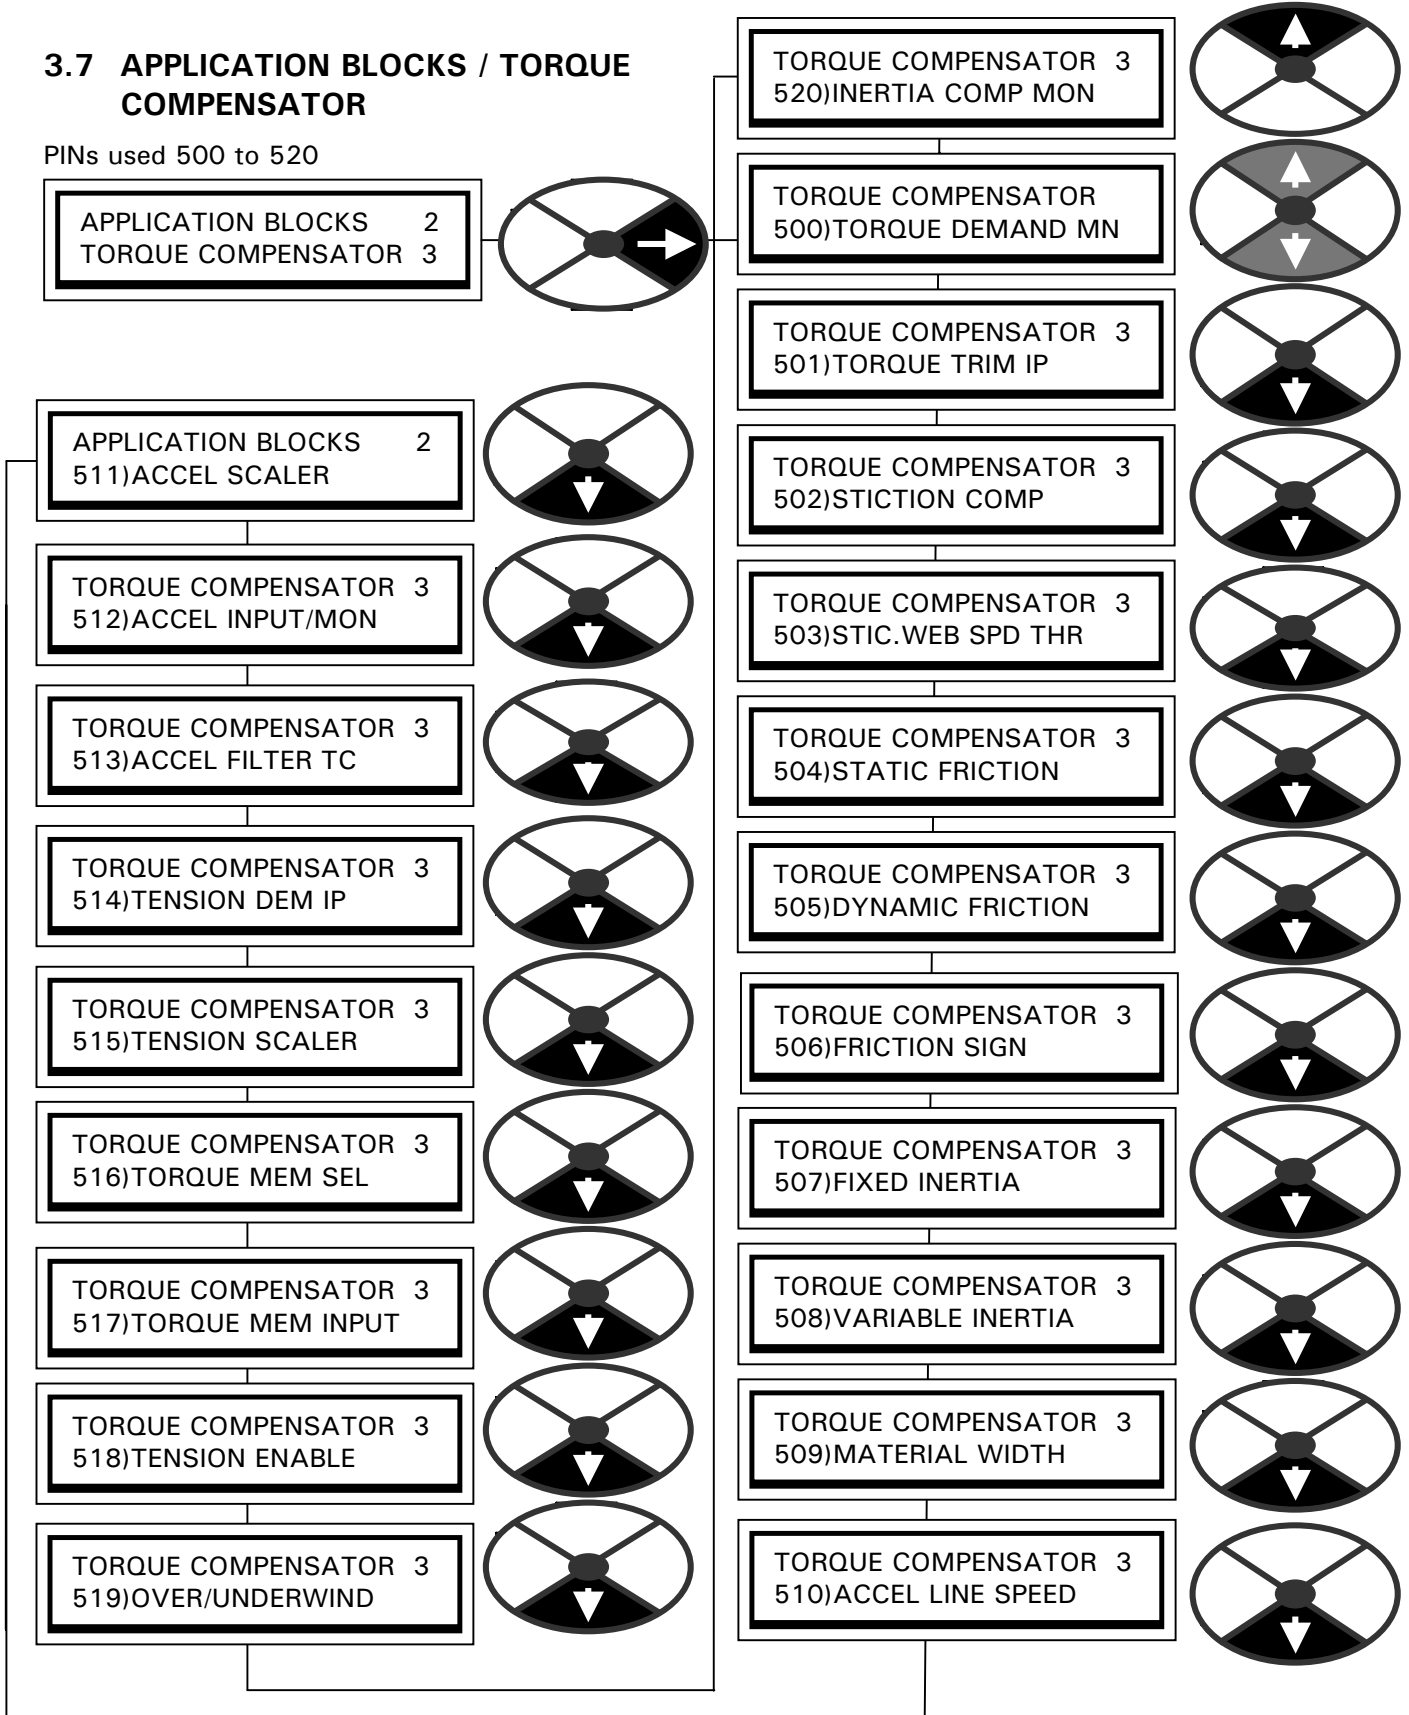 3.7 APPLICATION BLOCKS / TORQUE
COMPENSATOR
PINs used 500 to 520
APPLICATION BLOCKS 2
TORQUE COMPENSATOR 3
APPLICATION BLOCKS 2
511)ACCEL SCALER
TORQUE COMPENSATOR 3
512)ACCEL INPUT/MON
TORQUE COMPENSATOR 3
513)ACCEL FILTER TC
TORQUE COMPENSATOR 3
514)TENSION DEM IP
TORQUE COMPENSATOR 3
515)TENSION SCALER
TORQUE COMPENSATOR 3
516)TORQUE MEM SEL
TORQUE COMPENSATOR 3
517)TORQUE MEM INPUT
TORQUE COMPENSATOR 3
518)TENSION ENABLE
TORQUE COMPENSATOR 3
519)OVER/UNDERWIND
TORQUE COMPENSATOR 3
520)INERTIA COMP MON
TORQUE COMPENSATOR
500)TORQUE DEMAND MN
TORQUE COMPENSATOR 3
501)TORQUE TRIM IP
TORQUE COMPENSATOR 3
502)STICTION COMP
TORQUE COMPENSATOR 3
503)STIC.WEB SPD THR
TORQUE COMPENSATOR 3
504)STATIC FRICTION
TORQUE COMPENSATOR 3
505)DYNAMIC FRICTION
TORQUE COMPENSATOR 3
506)FRICTION SIGN
TORQUE COMPENSATOR 3
507)FIXED INERTIA
TORQUE COMPENSATOR 3
508)VARIABLE INERTIA
TORQUE COMPENSATOR 3
509)MATERIAL WIDTH
TORQUE COMPENSATOR 3
510)ACCEL LINE SPEED